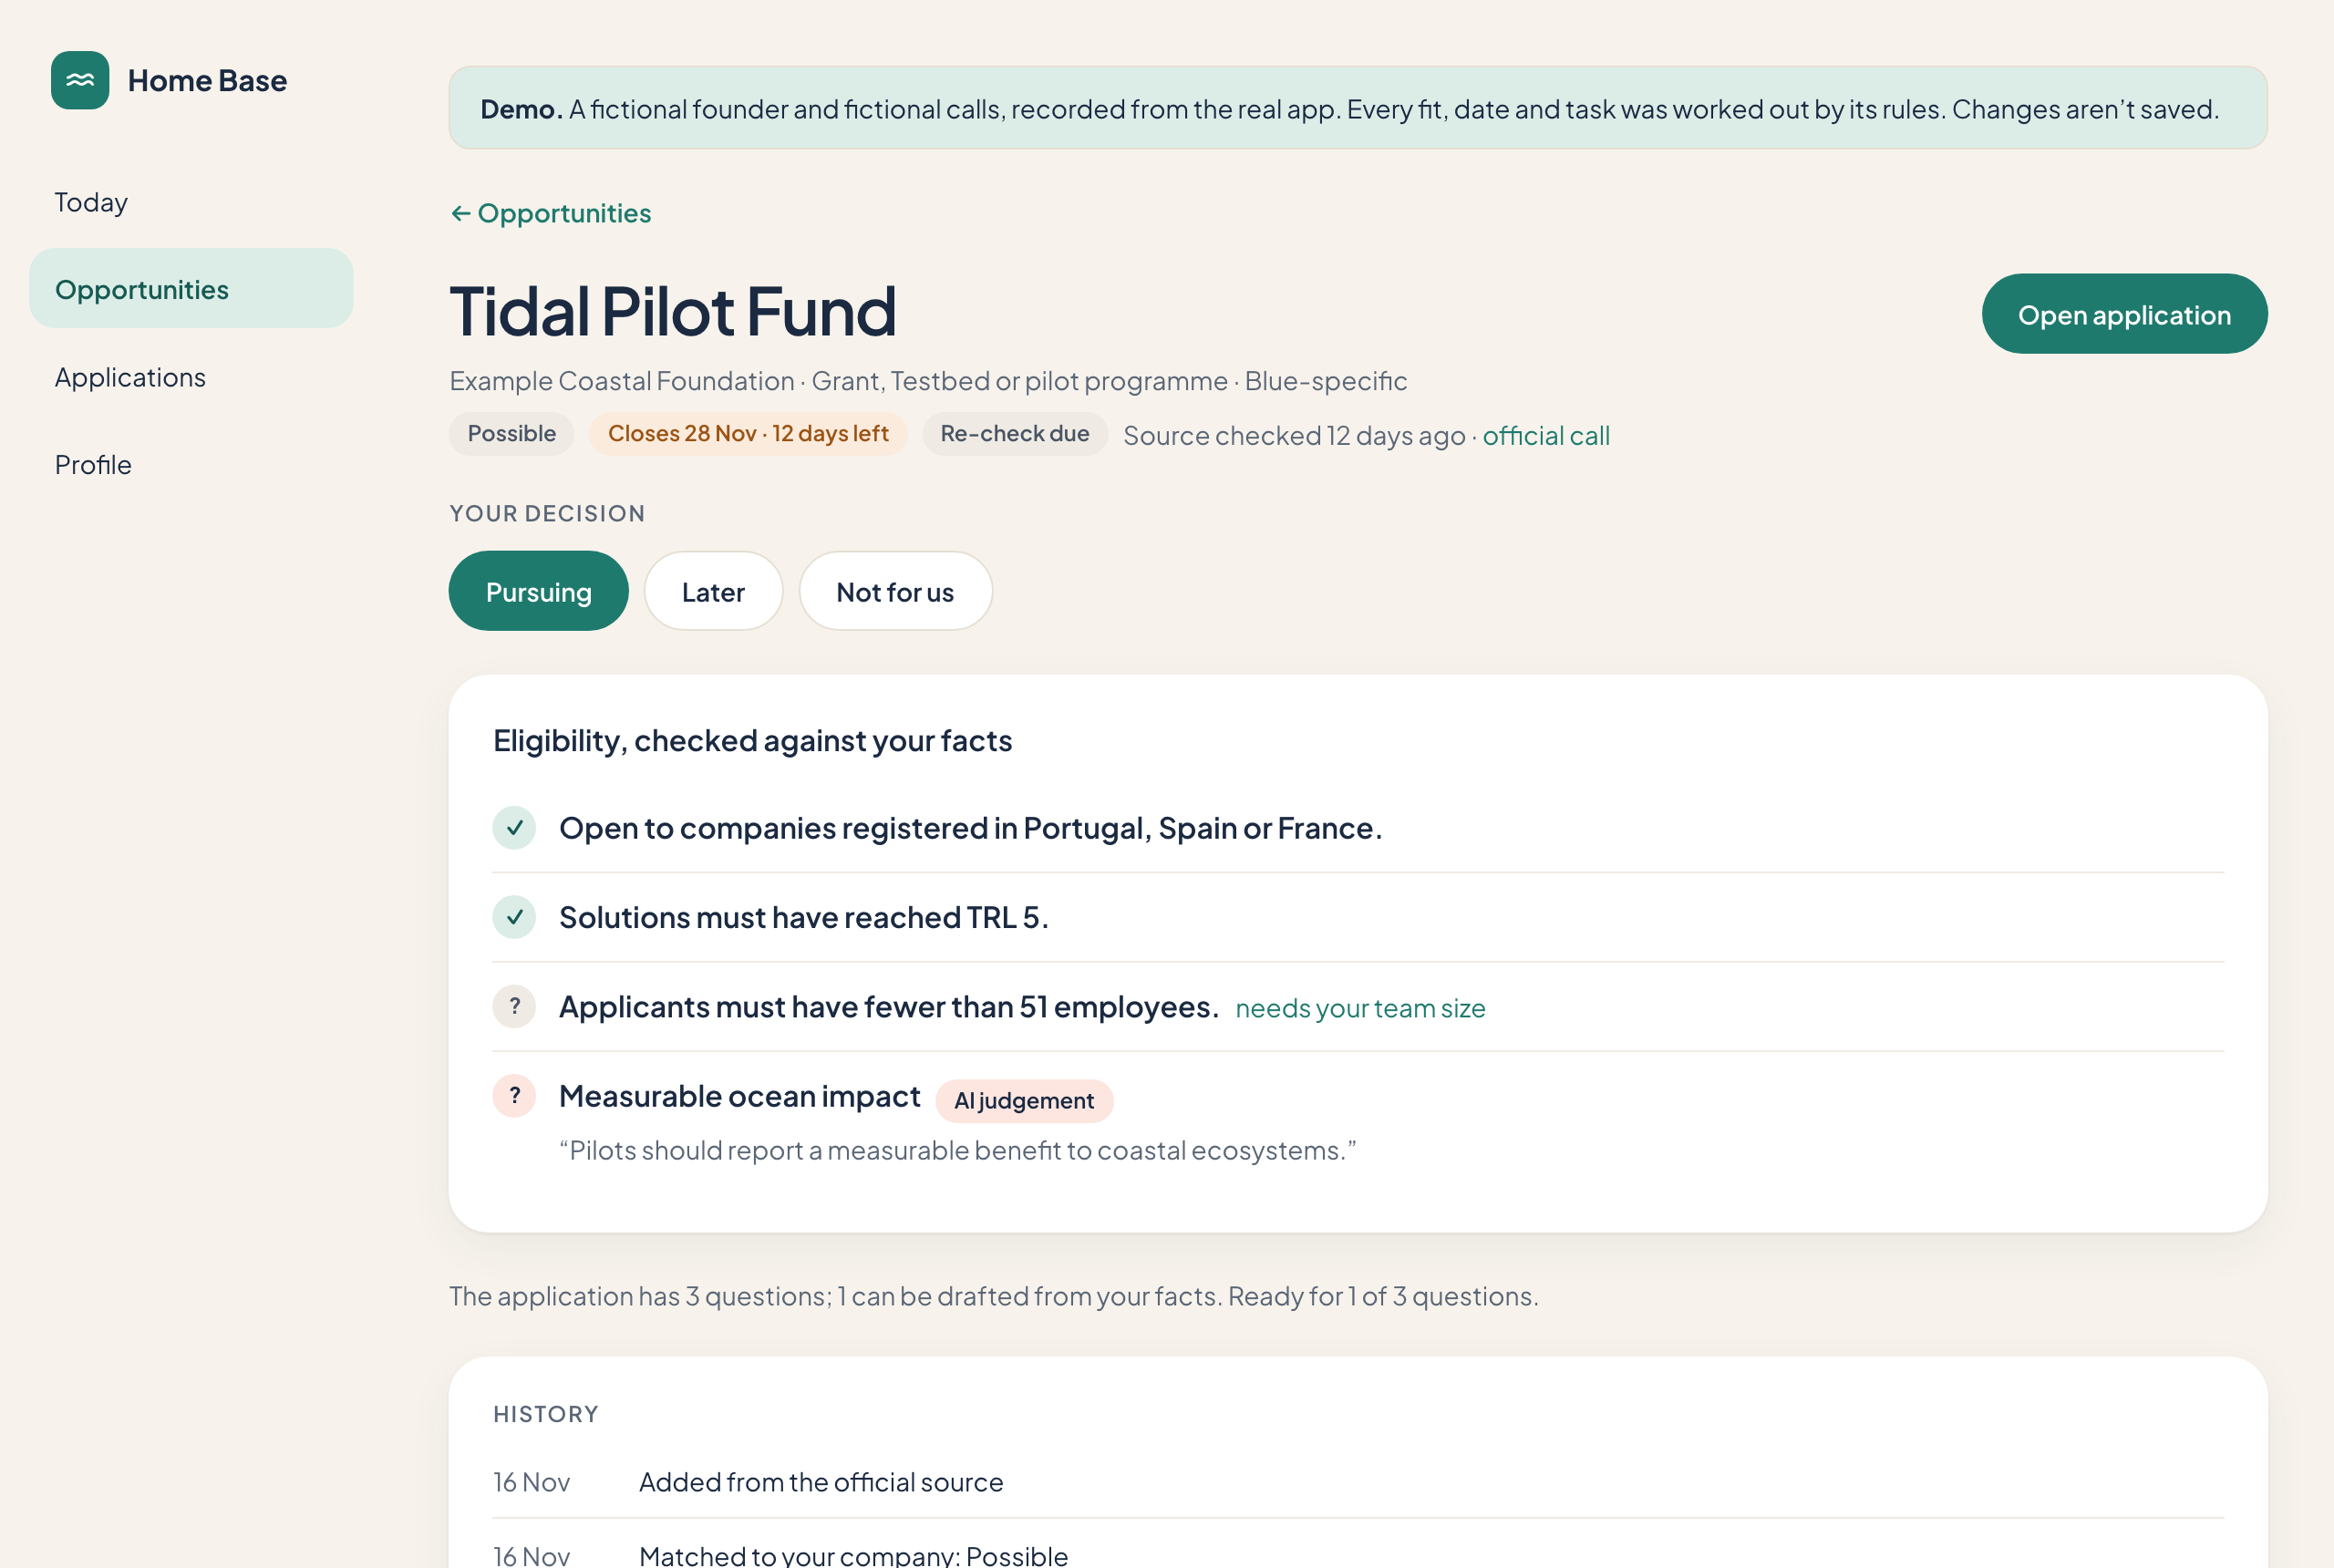 Home Base
Today
Opportunities
Applications
Profile
Demo. A fictional founder and fictional calls, recorded from the real app. Every fit, date and task was worked out by its rules. Changes aren’t saved.
← Opportunities
Tidal Pilot Fund
Open application
Example Coastal Foundation · Grant, Testbed or pilot programme · Blue-specific
Possible
Closes 28 Nov · 12 days left
Re-check due
Source checked 12 days ago · official call
YOUR DECISION
Pursuing
Later
Not for us
Eligibility, checked against your facts
Open to companies registered in Portugal, Spain or France.
Solutions must have reached TRL 5.
? Applicants must have fewer than 51 employees. needs your team size
? Measurable ocean impact AI judgement
“Pilots should report a measurable benefit to coastal ecosystems.”
The application has 3 questions; 1 can be drafted from your facts. Ready for 1 of 3 questions.
HISTORY
16 Nov Added from the official source
16 Nov Matched to your company: Possible